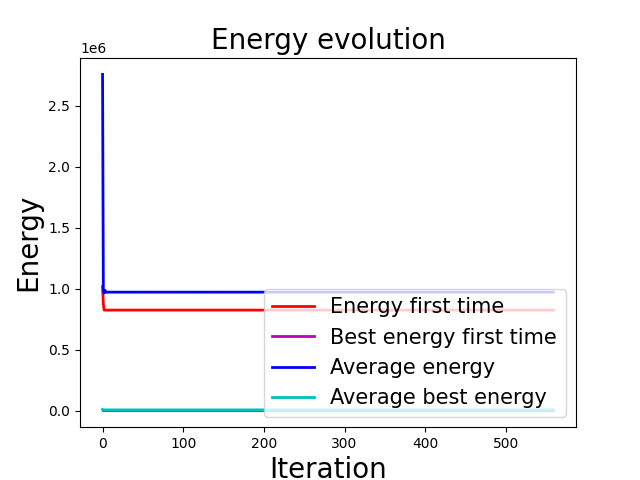 Energy evolution
1e6
2.5
2.0
1.5
1.0
0.5
0.0
Energy
Energy first time
Best energy first time
Average energy
Average best energy
0 100 200 300 400 500
Iteration